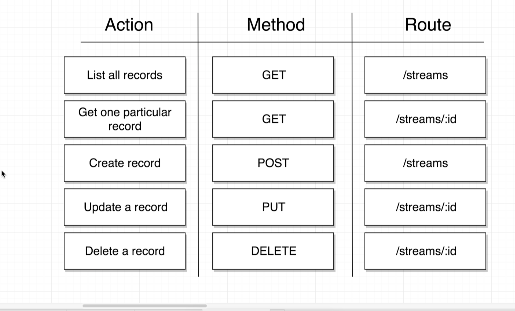 Action Method Route
List all records GET /streams
Get one particular
record GET /streams/:id
Create record POST /streams
Update a record PUT /streams/:id
Delete a record DELETE /streams/:id